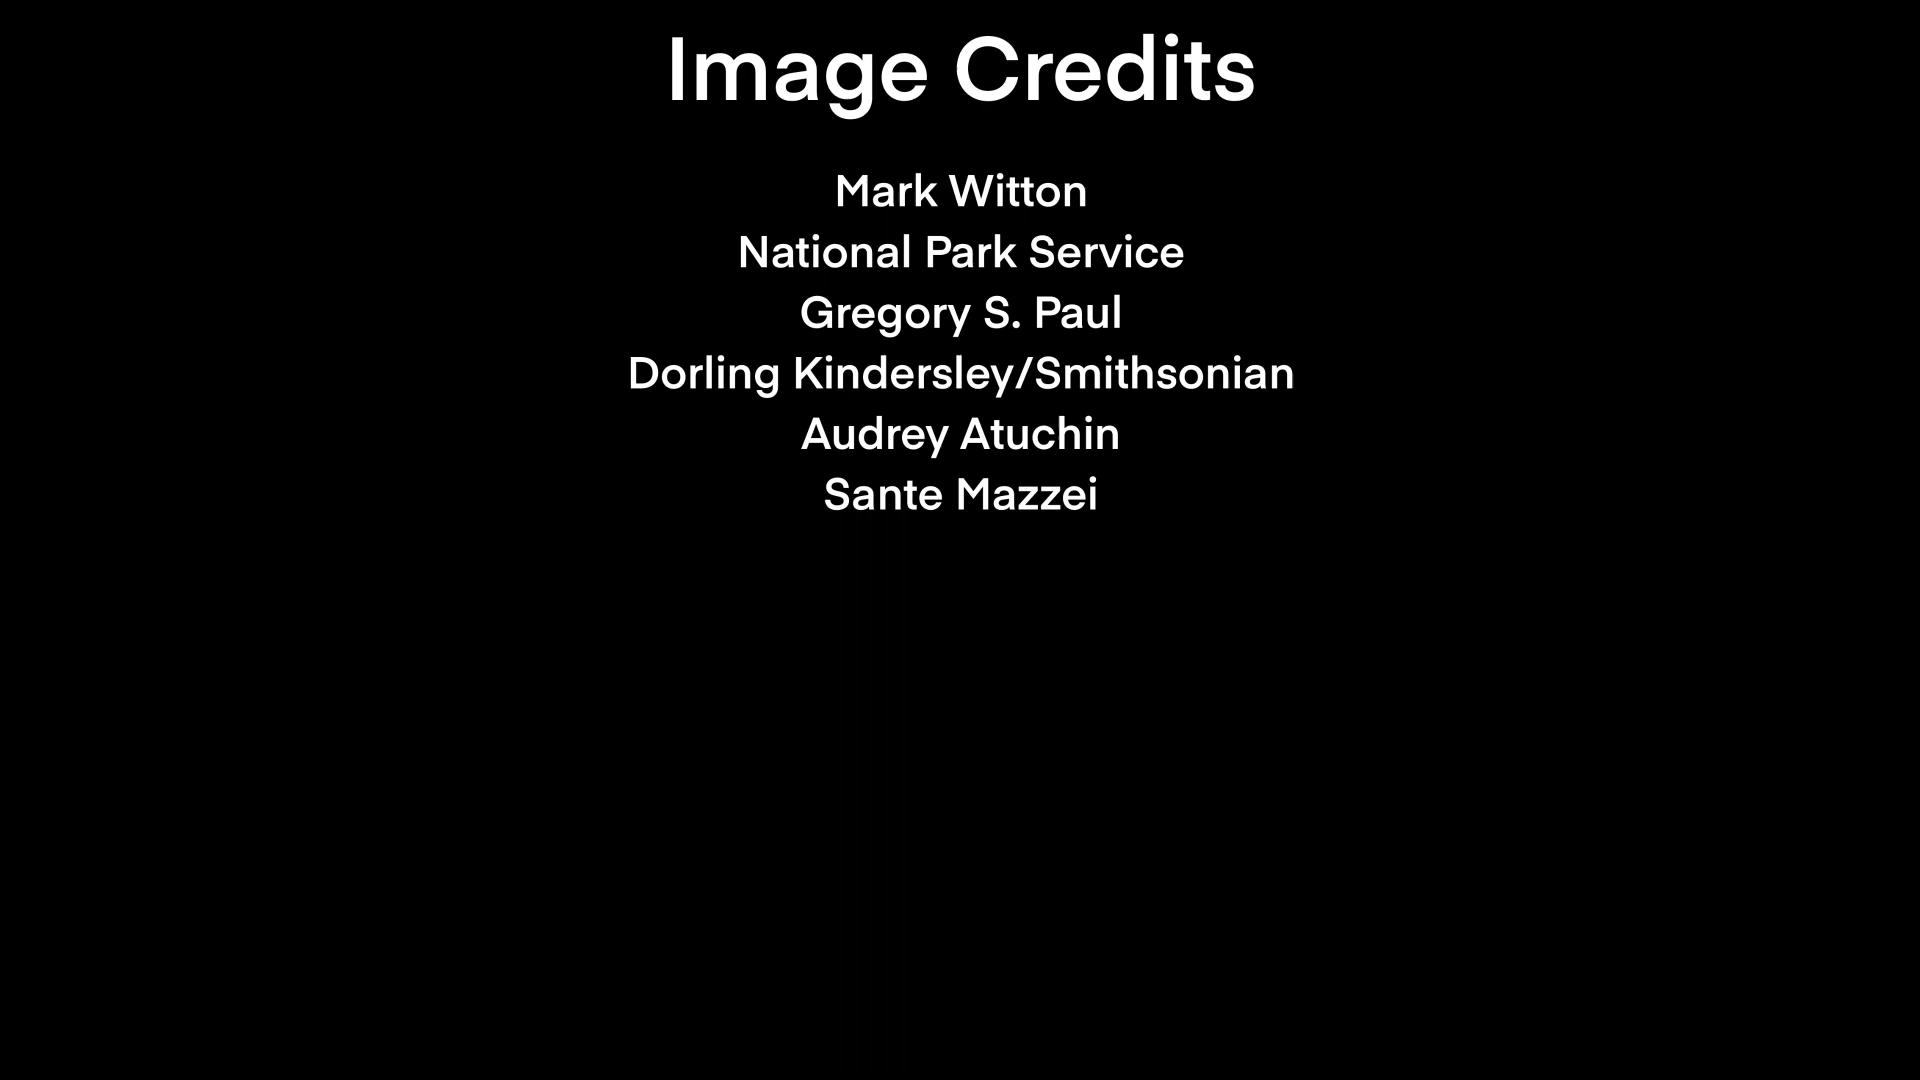 Image Credits
Mark Witton
National Park Service
Gregory S. Paul
Dorling Kindersley/Smithsonian
Audrey Atuchin
Sante Mazzei